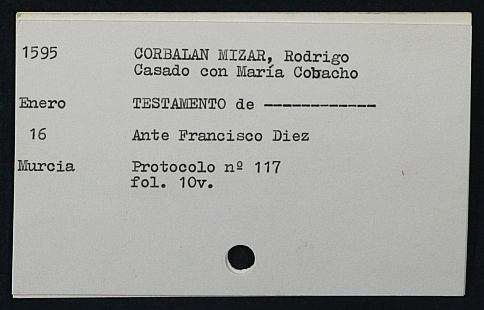 1595 CORBALAN MIZAR, Rodrigo
Casado con María Cobacho
Enero TESTAMENTO de ------------
16 Ante Francisco Diez
Murcia Protocolo nº 117
fol. 10v.